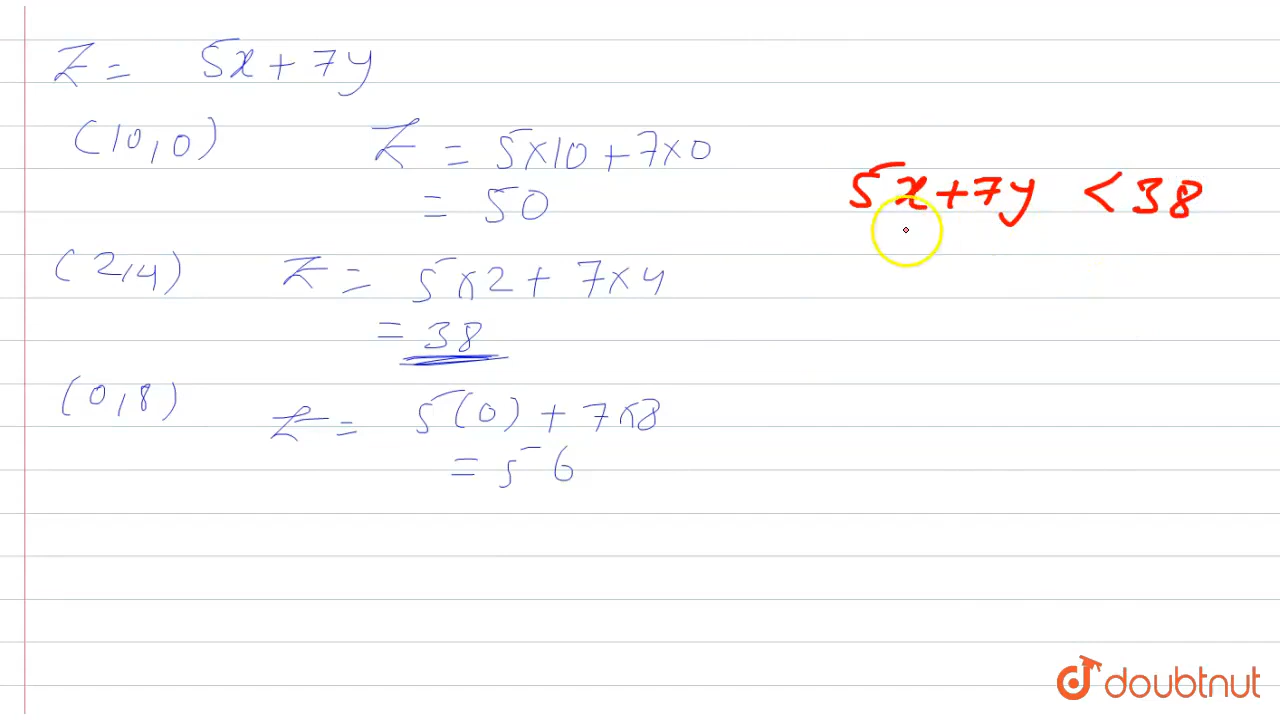 Z = 5x + 7y
(10,0) Z = 5×10 + 7×0
= 50
5x + 7y < 38
(2,4) Z = 5×2 + 7×4
= 38
(0,8) Z = 5(0) + 7×8
= 56
doubtnut